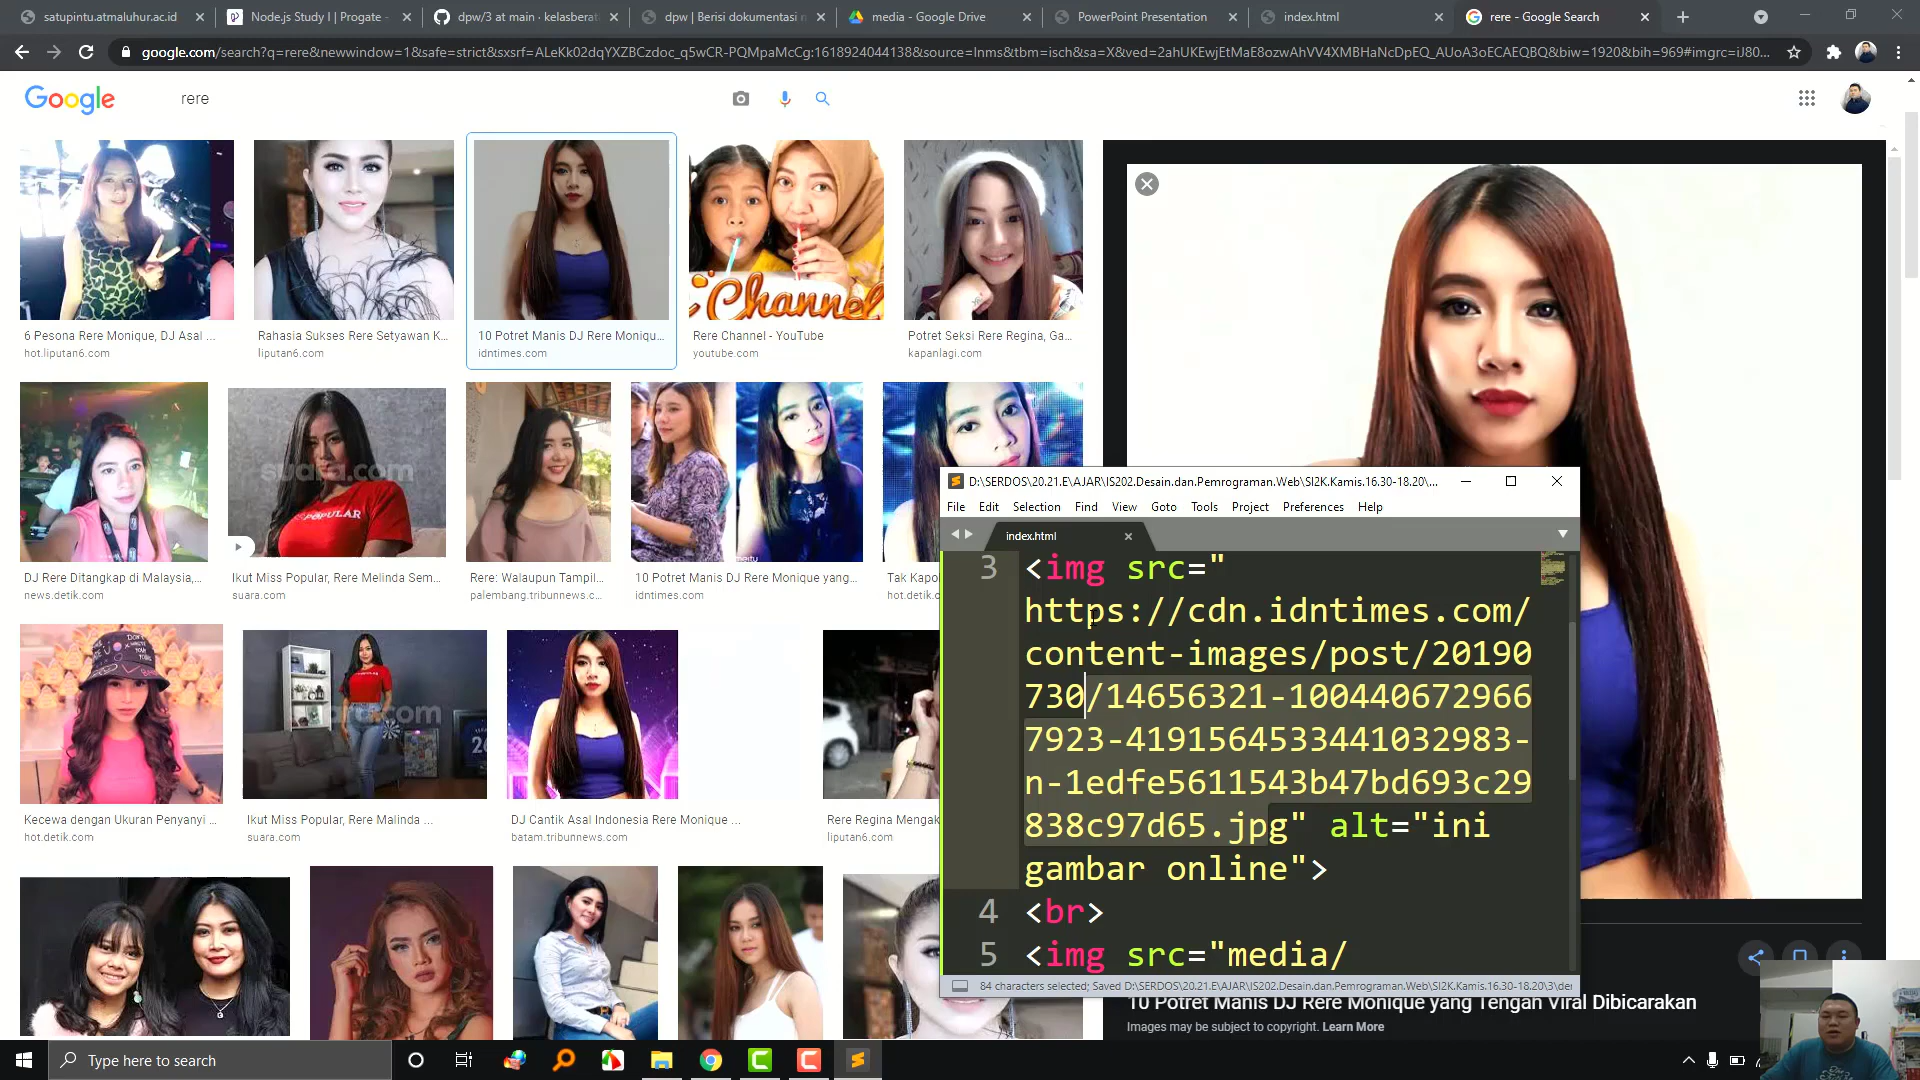 satupintu.atmaluhur.ac.id
Node.js Study I | Progate -
dpw/3 at main · kelasberat
dpw | Berisi dokumentasi
media - Google Drive
PowerPoint Presentation
index.html
rere - Google Search
google.com/search?q=rere&newwindow=1&safe=strict&sxsrf=ALeKk02dqYXZBCzdoc_q5wCR-PQMpaMcCg:1618924044138&source=lnms&tbm=isch&sa=X&ved=2ahUKEwjEtMaE8ozwAhVV4XMBHaNcDpEQ_AUoA3oECAEQBQ&biw=1920&bih=969#imgrc=iJ80...
Google
rere
6 Pesona Rere Monique, DJ Asal ...
hot.liputan6.com
Rahasia Sukses Rere Setyawan K...
liputan6.com
10 Potret Manis DJ Rere Moniqu...
idntimes.com
Channel
Rere Channel - YouTube
youtube.com
Potret Seksi Rere Regina, Ga...
kapanlagi.com
DJ Rere Ditangkap di Malaysia,...
news.detik.com
suara.com
POPULAR
Ikut Miss Popular, Rere Melinda Sem...
suara.com
Rere: Walaupun Tampil...
palembang.tribunnews.c...
10 Potret Manis DJ Rere Monique yang...
idntimes.com
Tak Kapo
hot.detik.co
Kecewa dengan Ukuran Penyanyi ...
hot.detik.com
suara.com
Ikut Miss Popular, Rere Malinda ...
suara.com
DJ Cantik Asal Indonesia Rere Monique ...
batam.tribunnews.com
Rere Regina Mengak
liputan6.com
D:\SERDOS\20.21.E\AJAR\IS202.Desain.dan.Pemrograman.Web\SI2K.Kamis.16.30-18.20\...
File Edit Selection Find View Goto Tools Project Preferences Help
index.html
3 <img src="
https://cdn.idntimes.com/
content-images/post/20190
730/14656321-100440672966
7923-4191564533441032983-
n-1edfe5611543b47bd693c29
838c97d65.jpg" alt="ini
gambar online">
4 <br>
5 <img src="media/
84 characters selected; Saved D:\SERDOS\20.21.E\AJAR\IS202.Desain.dan.Pemrograman.Web\SI2K.Kamis.16.30-18.20\3\der
10 Potret Manis DJ Rere Monique yang Tengah Viral Dibicarakan
Images may be subject to copyright. Learn More
Type here to search